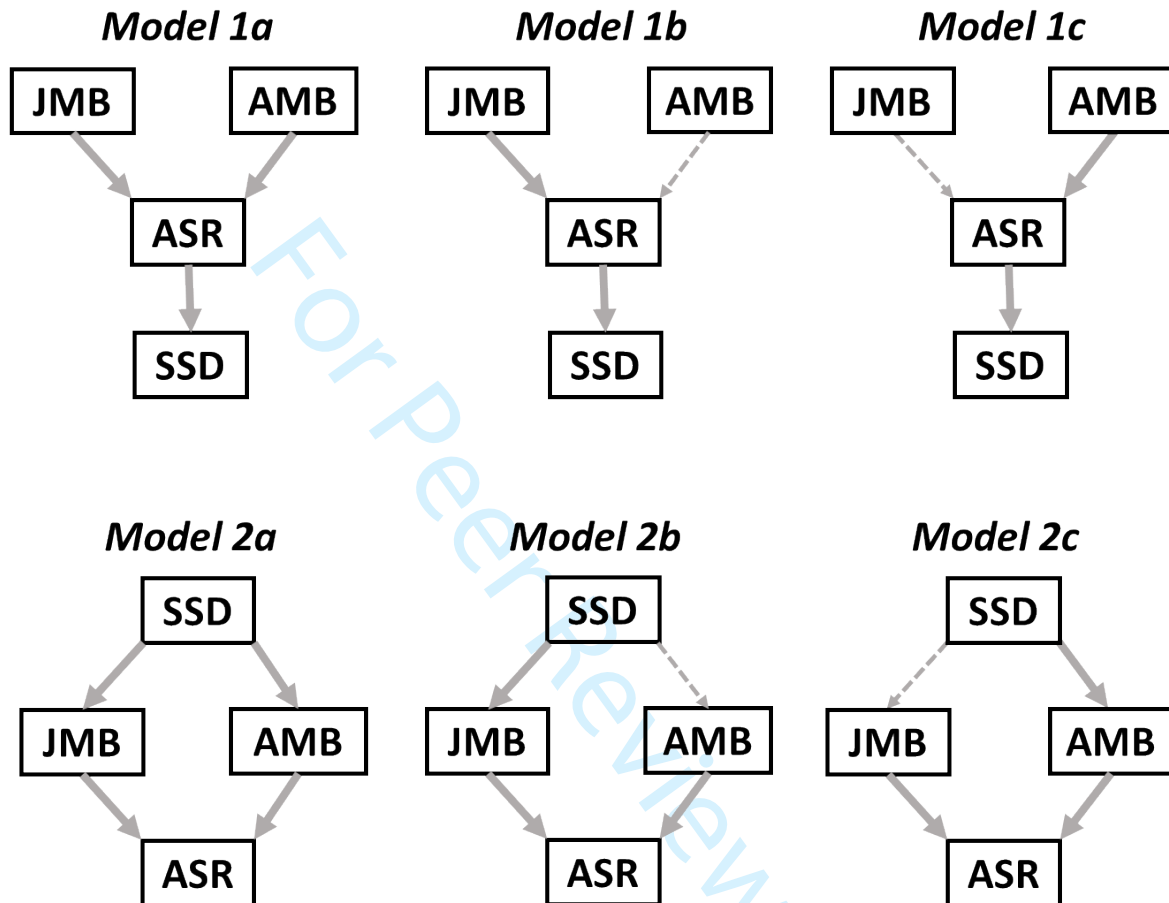 Model 1a Model 1b Model 1c
JMB AMB JMB AMB JMB AMB
ASR ASR ASR
SSD SSD SSD
For Peer Review
Model 2a Model 2b Model 2c
SSD SSD SSD
JMB AMB JMB AMB JMB AMB
ASR ASR ASR